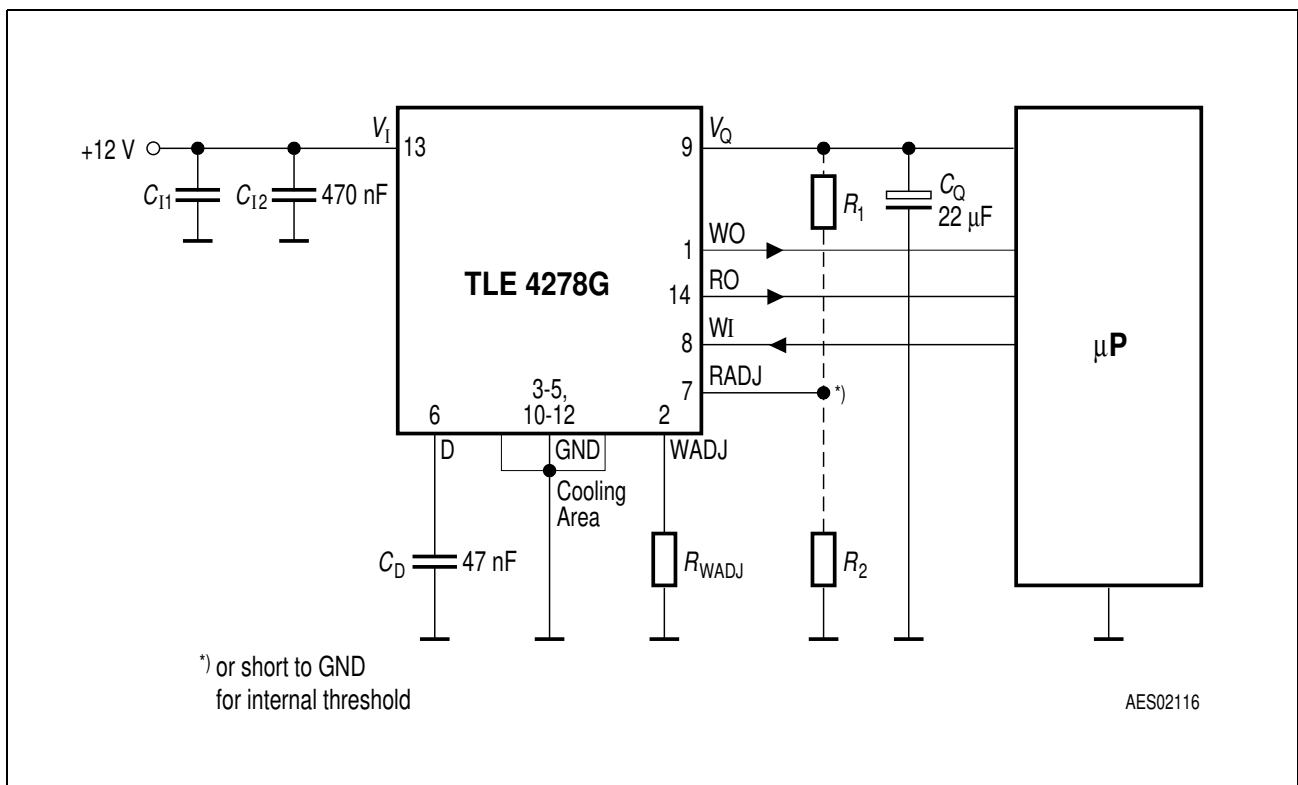 +12 V
V_I
13
C_I1
C_I2
470 nF
TLE 4278G
9
V_Q
1
WO
14
RO
8
WI
7
RADJ
*)
R_1
C_Q
22 µF
µP
6
D
3-5,
10-12
GND
2
WADJ
Cooling
Area
C_D
47 nF
R_WADJ
R_2
*) or short to GND
for internal threshold
AES02116